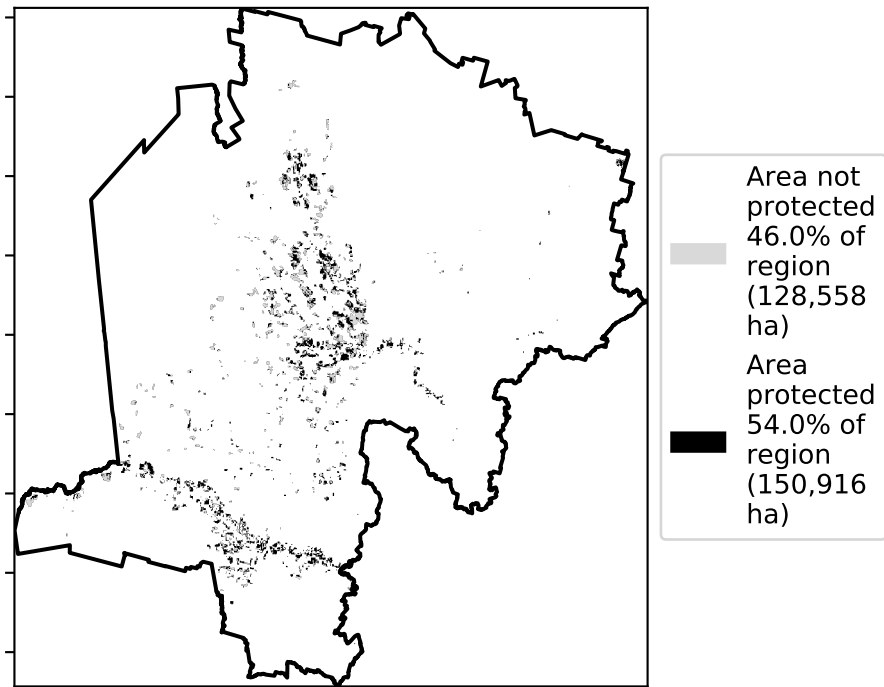 Area not
protected
46.0% of
region
(128,558
ha)
Area
protected
54.0% of
region
(150,916
ha)